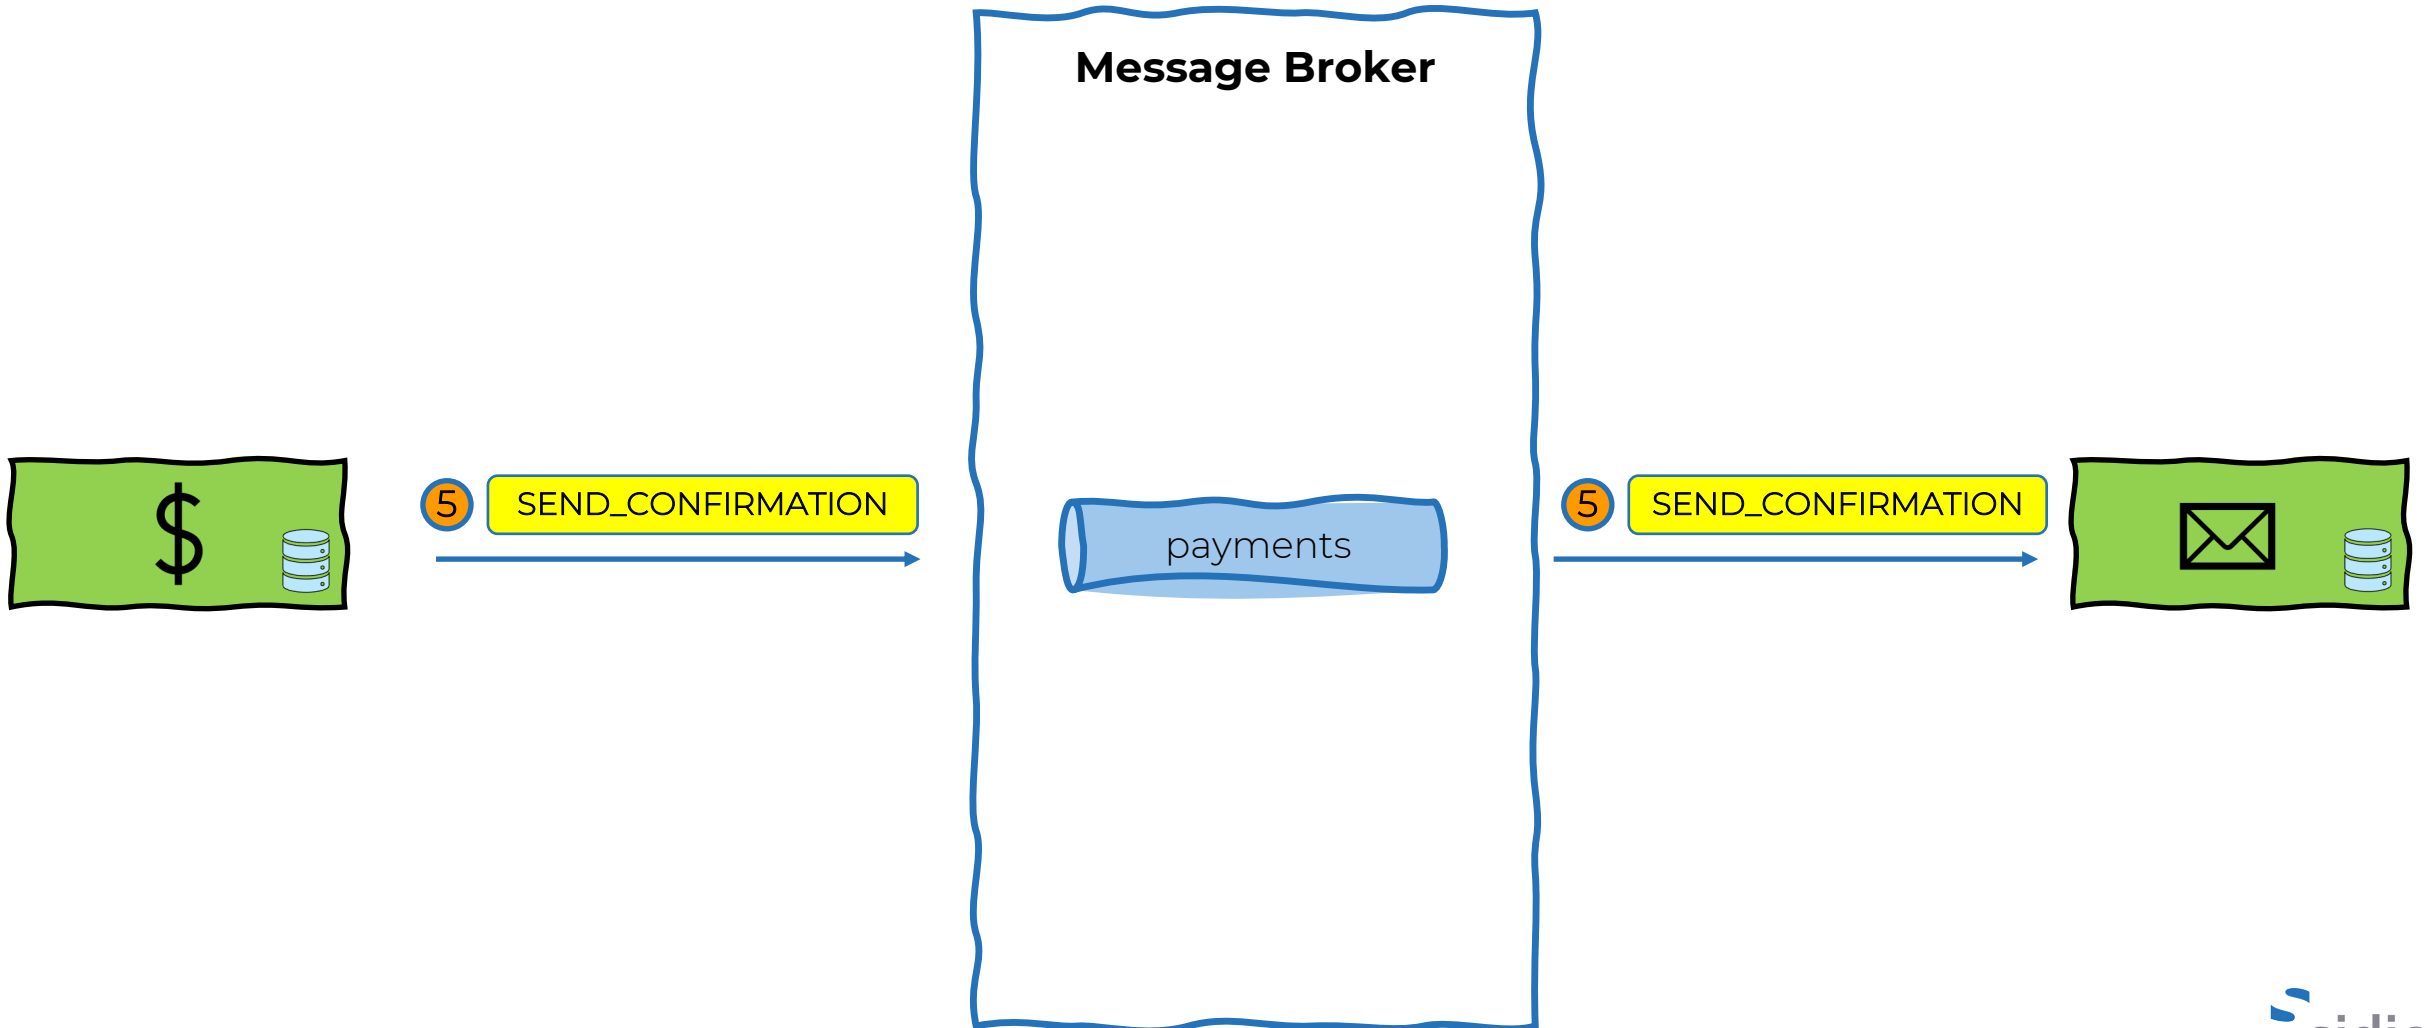 Message Broker
$
5 SEND_CONFIRMATION
payments
5 SEND_CONFIRMATION